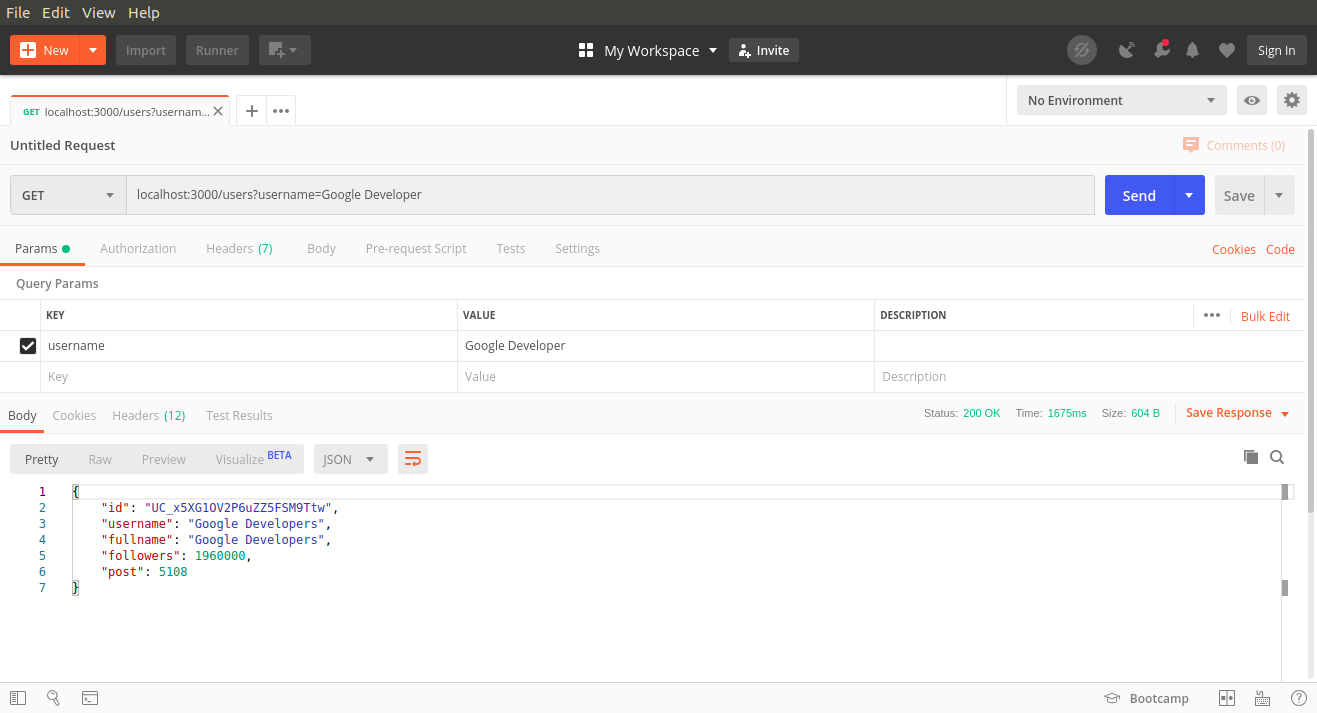 File Edit View Help
New Import Runner My Workspace Invite Sign In
GET localhost:3000/users?usernam... No Environment
Untitled Request Comments (0)
GET localhost:3000/users?username=Google Developer Send Save
Params Authorization Headers (7) Body Pre-request Script Tests Settings Cookies Code
Query Params
KEY VALUE DESCRIPTION Bulk Edit
username Google Developer
Key Value Description
Body Cookies Headers (12) Test Results Status: 200 OK Time: 1675ms Size: 604 B Save Response
Pretty Raw Preview Visualize BETA JSON
1 {
2 "id": "UC_x5XG1OV2P6uZZ5FSM9Ttw",
3 "username": "Google Developers",
4 "fullname": "Google Developers",
5 "followers": 1960000,
6 "post": 5108
7 }
Bootcamp